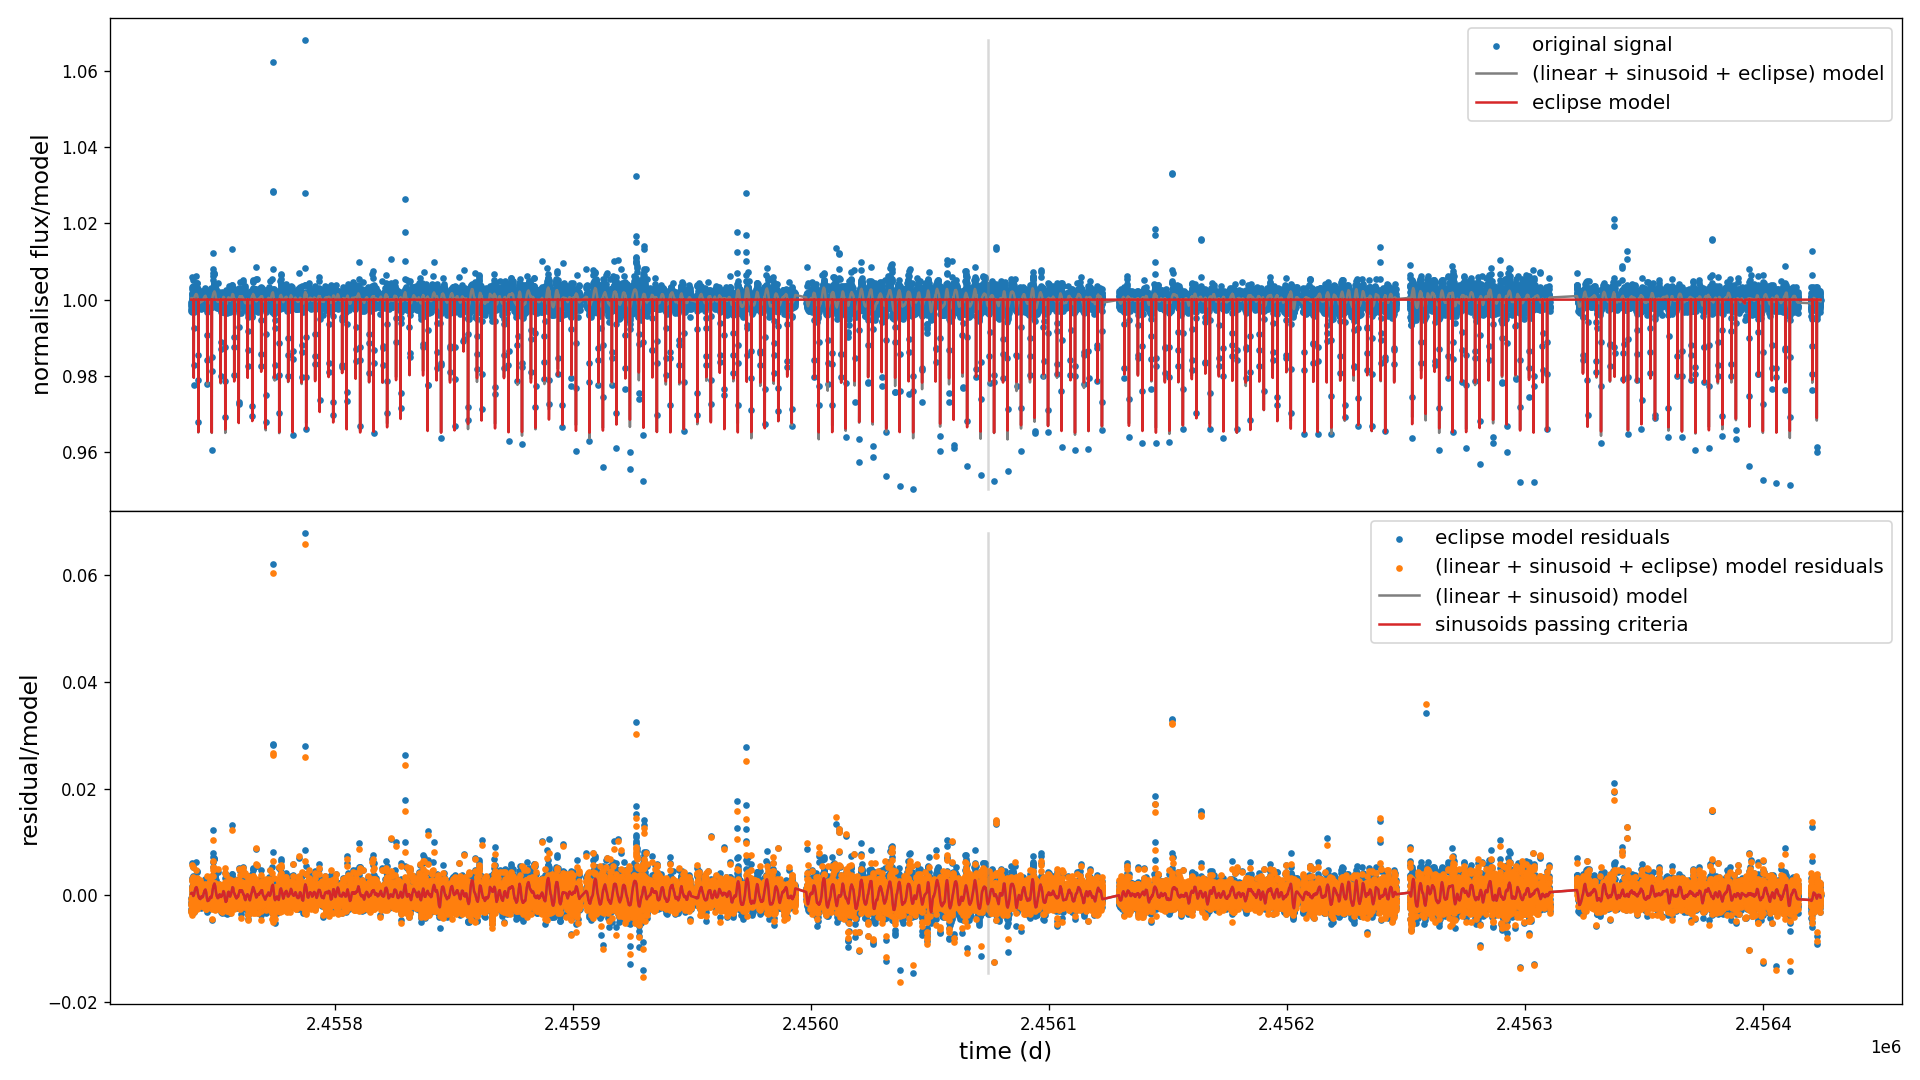 normalised flux/model
1.06
1.04
1.02
1.00
0.98
0.96
original signal
(linear + sinusoid + eclipse) model
eclipse model
residual/model
0.06
0.04
0.02
0.00
−0.02
eclipse model residuals
(linear + sinusoid + eclipse) model residuals
(linear + sinusoid) model
sinusoids passing criteria
2.4558 2.4559 2.4560 2.4561 2.4562 2.4563 2.4564
time (d)
1e6